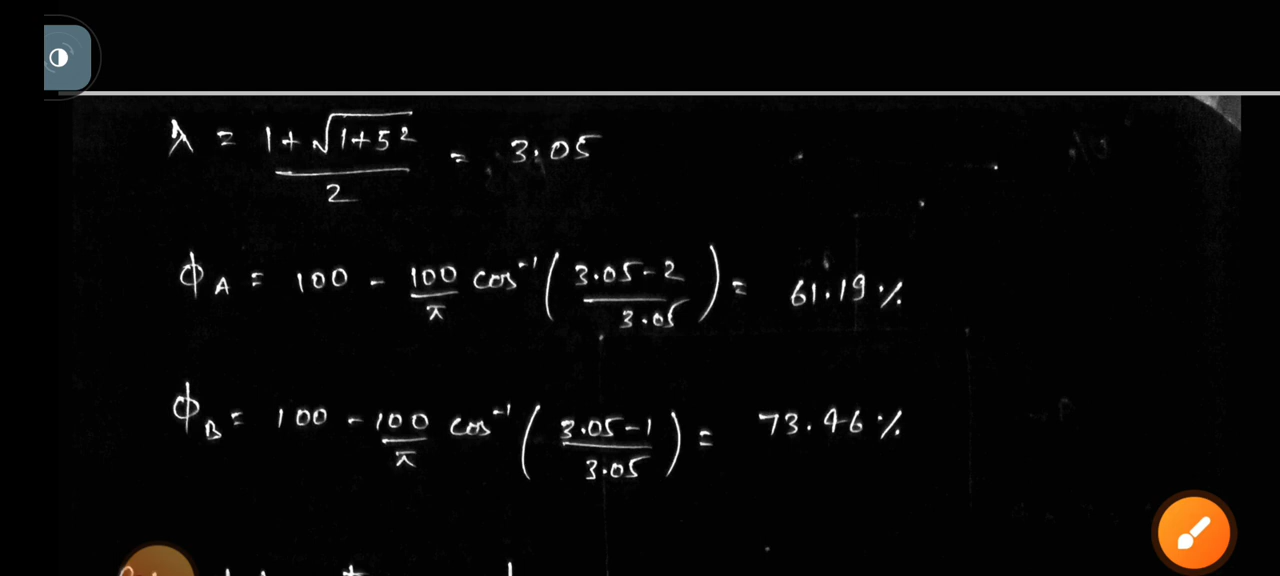 λ = (1+√(1+5²))/2 = 3.05
ϕA = 100 - 100/π cos⁻¹ ( (3.05-2)/3.05 ) = 61.19 %
ϕB = 100 - 100/π cos⁻¹ ( (3.05-1)/3.05 ) = 73.46 %